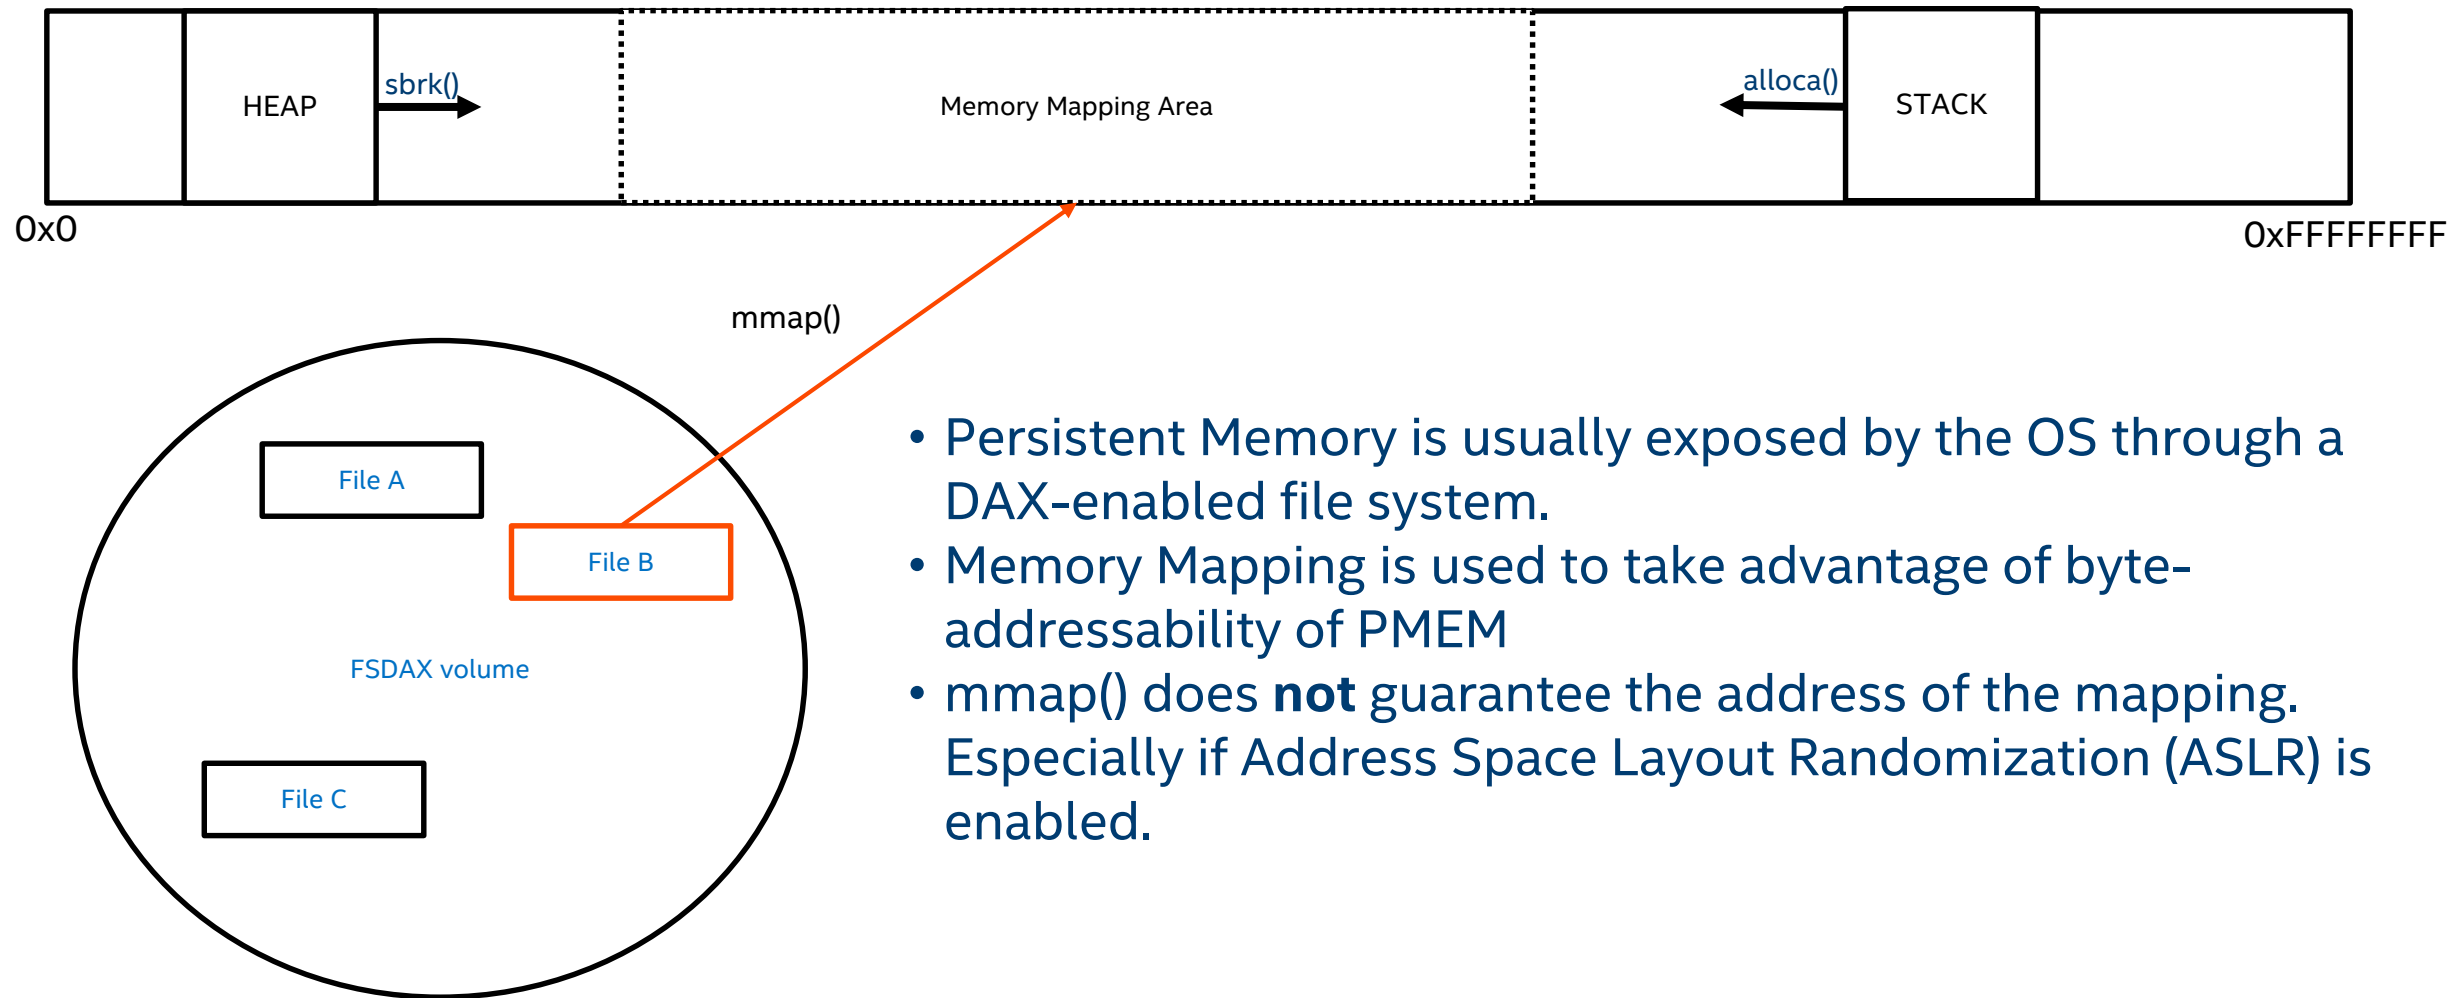 HEAP
sbrk()
Memory Mapping Area
alloca()
STACK
0x0
0xFFFFFFFF
mmap()
File A
File B
FSDAX volume
File C
• Persistent Memory is usually exposed by the OS through a
DAX-enabled file system.
• Memory Mapping is used to take advantage of byte-
addressability of PMEM
• mmap() does not guarantee the address of the mapping.
Especially if Address Space Layout Randomization (ASLR) is
enabled.